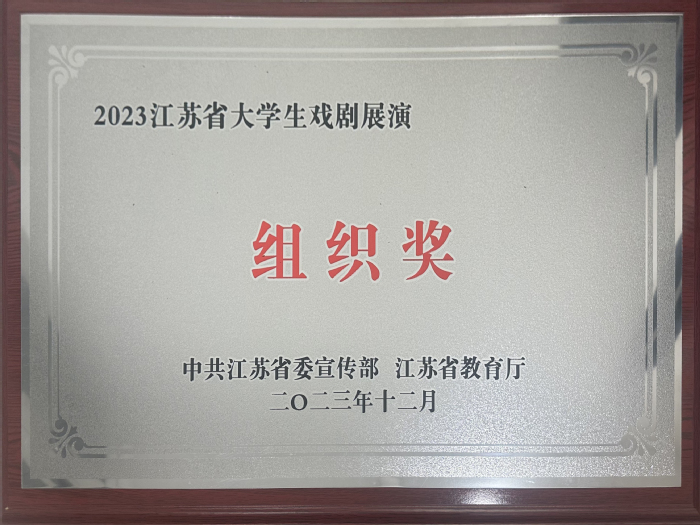 2023江苏省大学生戏剧展演
组织奖
中共江苏省委宣传部 江苏省教育厅
二〇二三年十二月